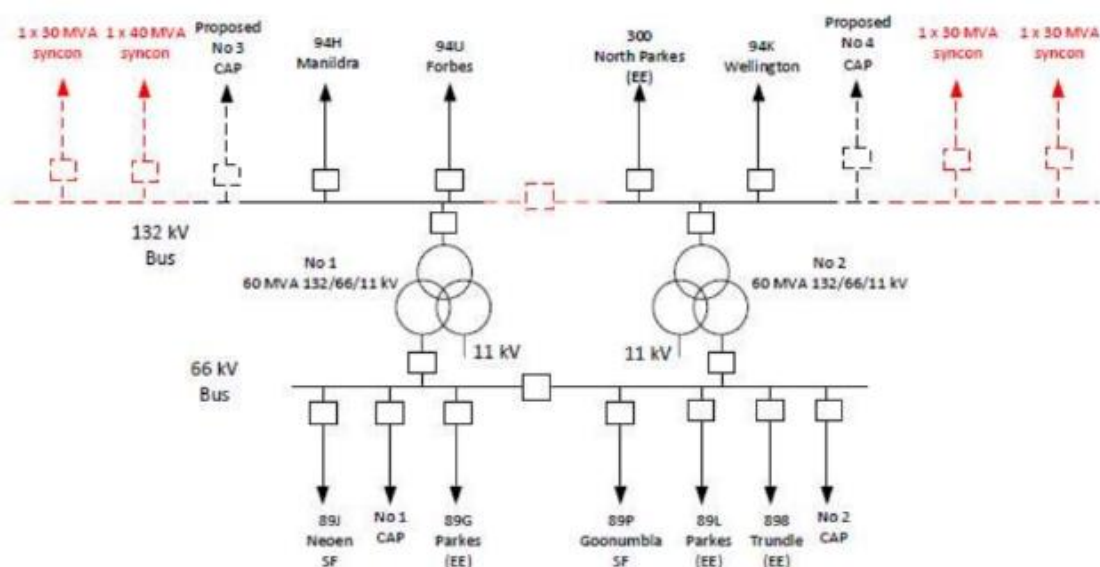 1 x 30 MVA
syncon
1 x 40 MVA
syncon
Proposed
No 3
CAP
94H
Manildra
94U
Forbes
300
North Parkes
(EE)
94K
Wellington
Proposed
No 4
CAP
1 x 30 MVA
syncon
1 x 30 MVA
syncon
132 kV
Bus
No 1
60 MVA 132/66/11 kV
No 2
60 MVA 132/66/11 kV
11 kV
11 kV
66 kV
Bus
89J
Neoen
SF
No 1
CAP
89G
Parkes
(EE)
89P
Goonumbla
SF
89L
Parkes
(EE)
898
Trundle
(EE)
No 2
CAP